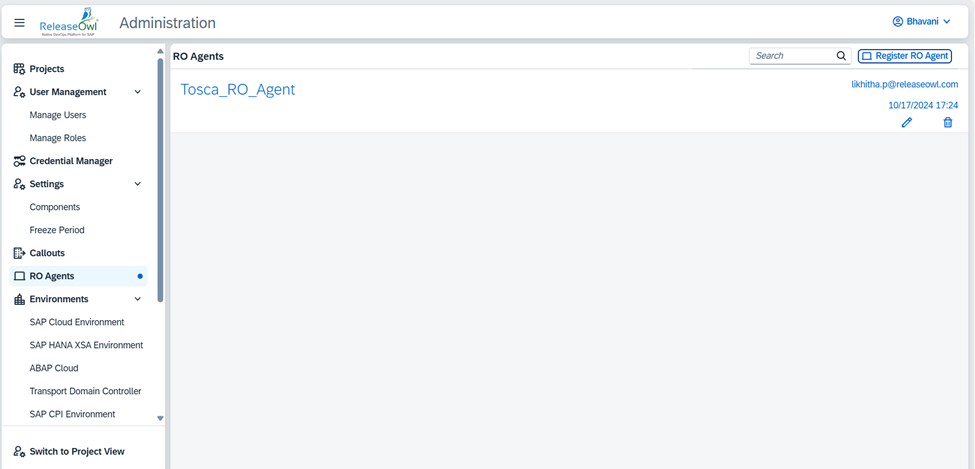 ReleaseOwl
Native DevOps Platform for SAP
Administration
Bhavani
Projects
User Management
Manage Users
Manage Roles
Credential Manager
Settings
Components
Freeze Period
Callouts
RO Agents
Environments
SAP Cloud Environment
SAP HANA XSA Environment
ABAP Cloud
Transport Domain Controller
SAP CPI Environment
Switch to Project View
RO Agents
Search
Register RO Agent
Tosca_RO_Agent
likhitha.p@releaseowl.com
10/17/2024 17:24